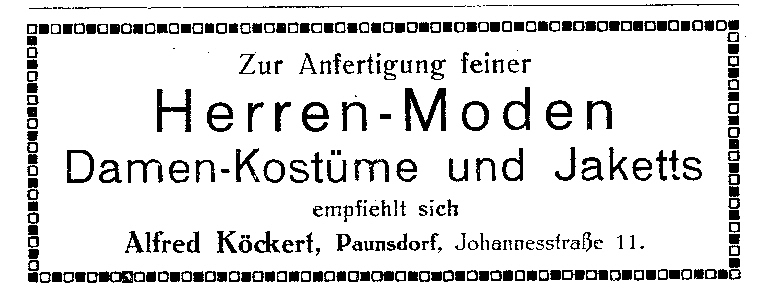 Zur Anfertigung feiner
Herren-Moden
Damen-Kostüme und Jaketts
empfiehlt sich
Alfred Köckert, Paunsdorf, Johannesstraße 11.